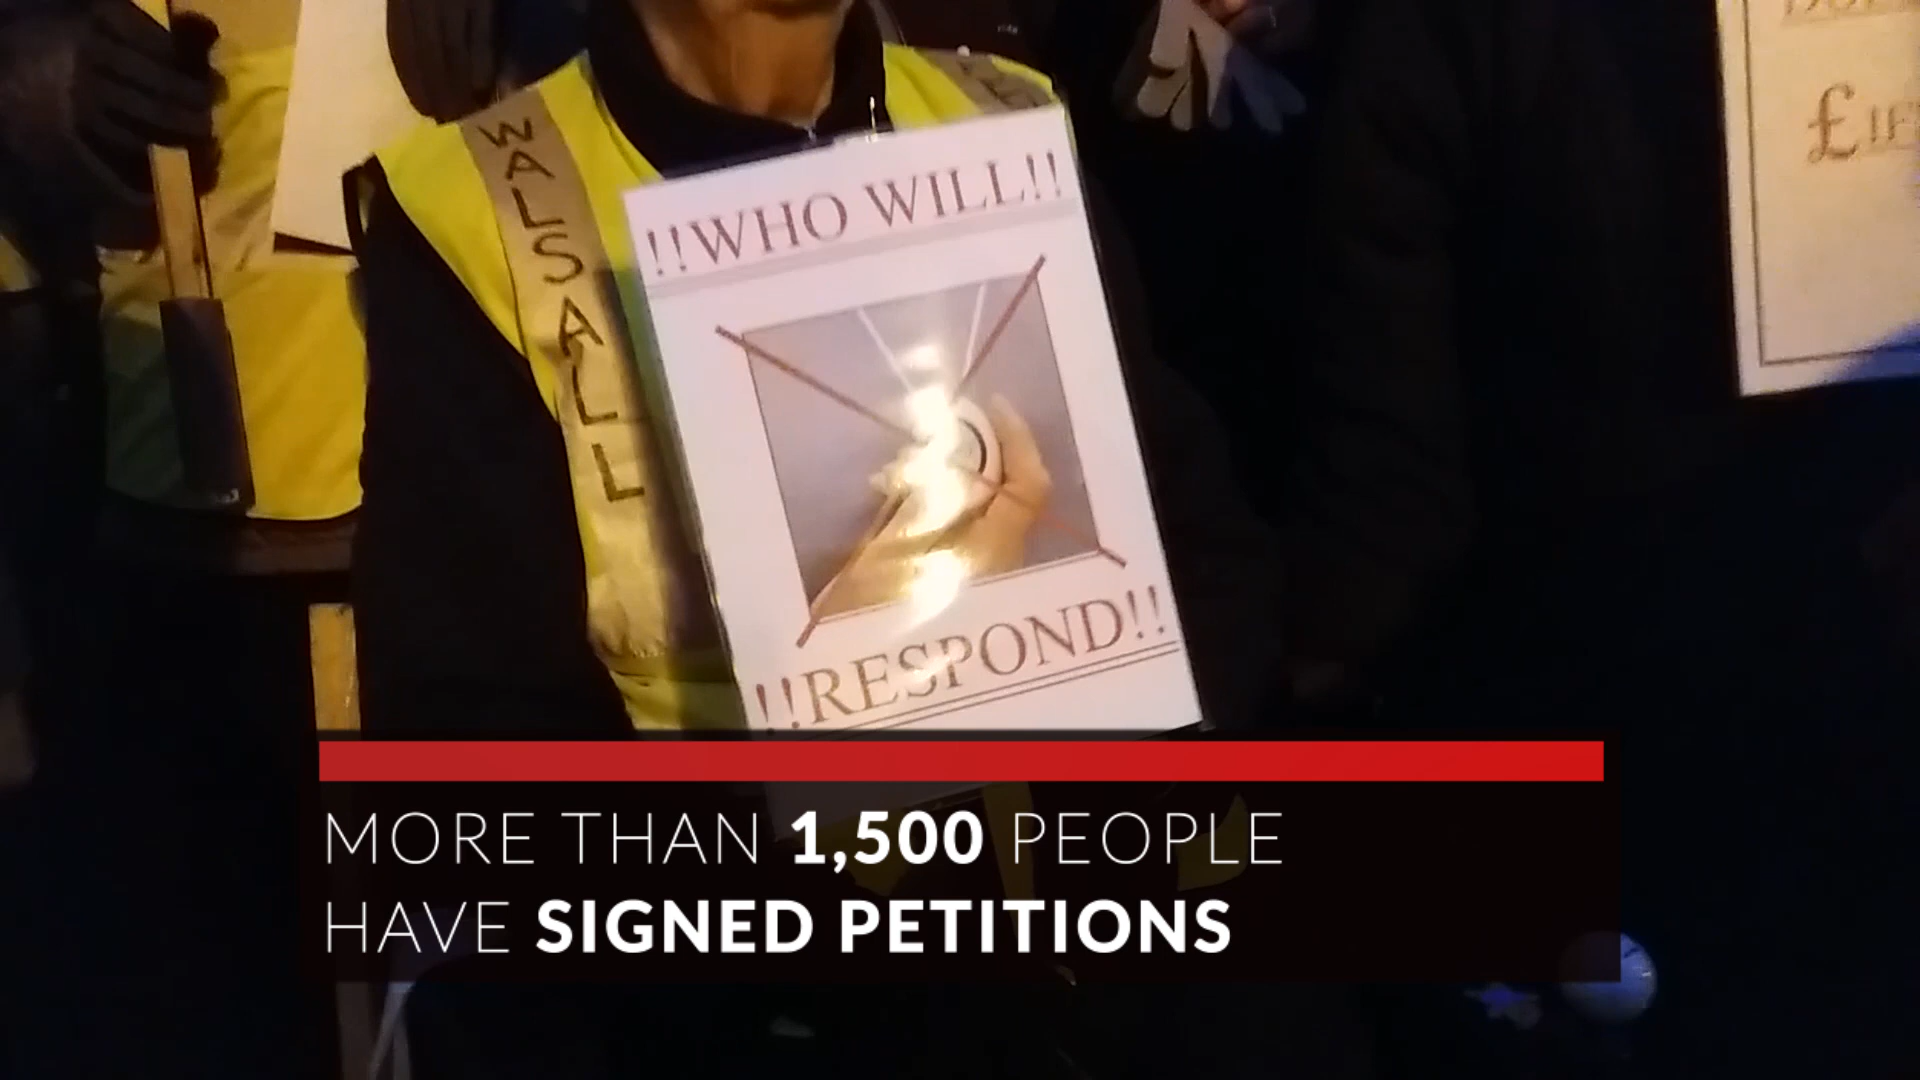 WALSALL
!!WHO WILL!!
!!RESPOND!!
MORE THAN 1,500 PEOPLE
HAVE SIGNED PETITIONS